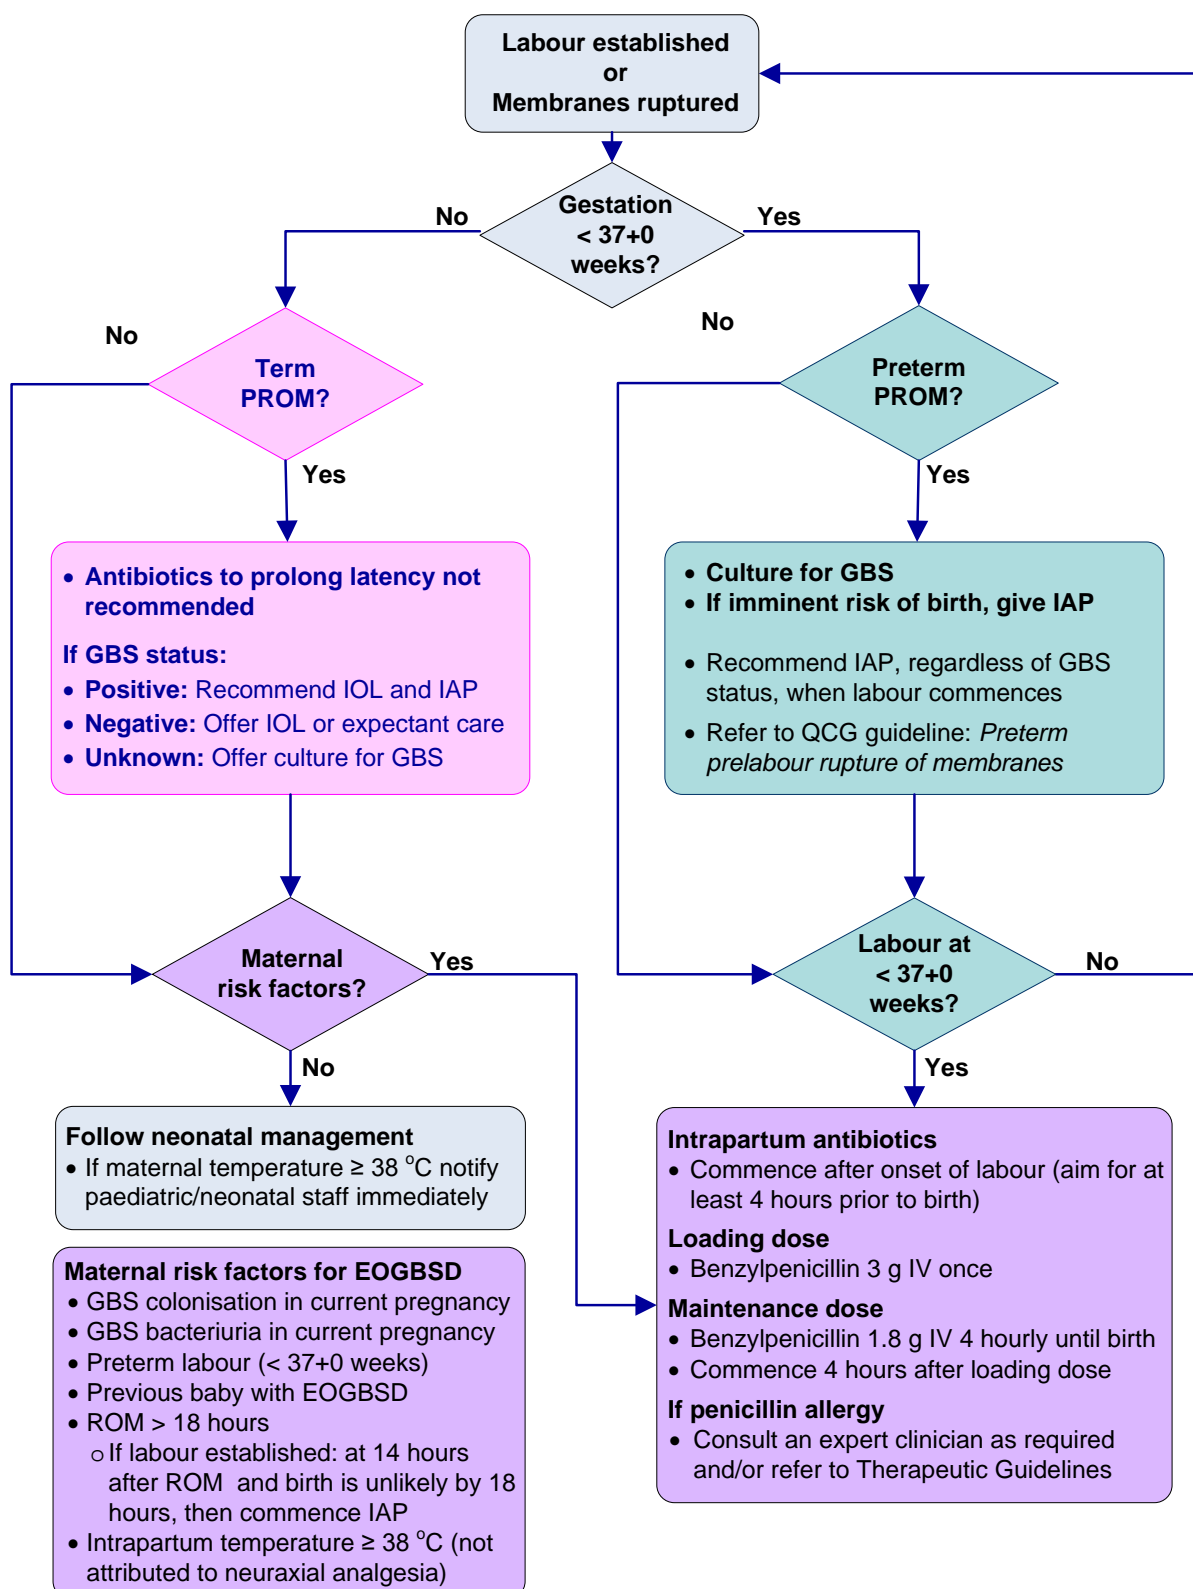 Labour established
or
Membranes ruptured
No
Gestation
< 37+0
weeks?
Yes
No
Term
PROM?
Yes
No
Preterm
PROM?
Yes
• Antibiotics to prolong latency not
recommended
If GBS status:
• Positive: Recommend IOL and IAP
• Negative: Offer IOL or expectant care
• Unknown: Offer culture for GBS
• Culture for GBS
• If imminent risk of birth, give IAP
• Recommend IAP, regardless of GBS
status, when labour commences
• Refer to QCG guideline: Preterm
prelabour rupture of membranes
Maternal
risk factors?
Yes
No
Labour at
< 37+0
weeks?
No
Yes
Follow neonatal management
• If maternal temperature ≥ 38 °C notify
paediatric/neonatal staff immediately
Maternal risk factors for EOGBSD
• GBS colonisation in current pregnancy
• GBS bacteriuria in current pregnancy
• Preterm labour (< 37+0 weeks)
• Previous baby with EOGBSD
• ROM > 18 hours
o If labour established: at 14 hours
after ROM and birth is unlikely by 18
hours, then commence IAP
• Intrapartum temperature ≥ 38 °C (not
attributed to neuraxial analgesia)
Intrapartum antibiotics
• Commence after onset of labour (aim for at
least 4 hours prior to birth)
Loading dose
• Benzylpenicillin 3 g IV once
Maintenance dose
• Benzylpenicillin 1.8 g IV 4 hourly until birth
• Commence 4 hours after loading dose
If penicillin allergy
• Consult an expert clinician as required
and/or refer to Therapeutic Guidelines